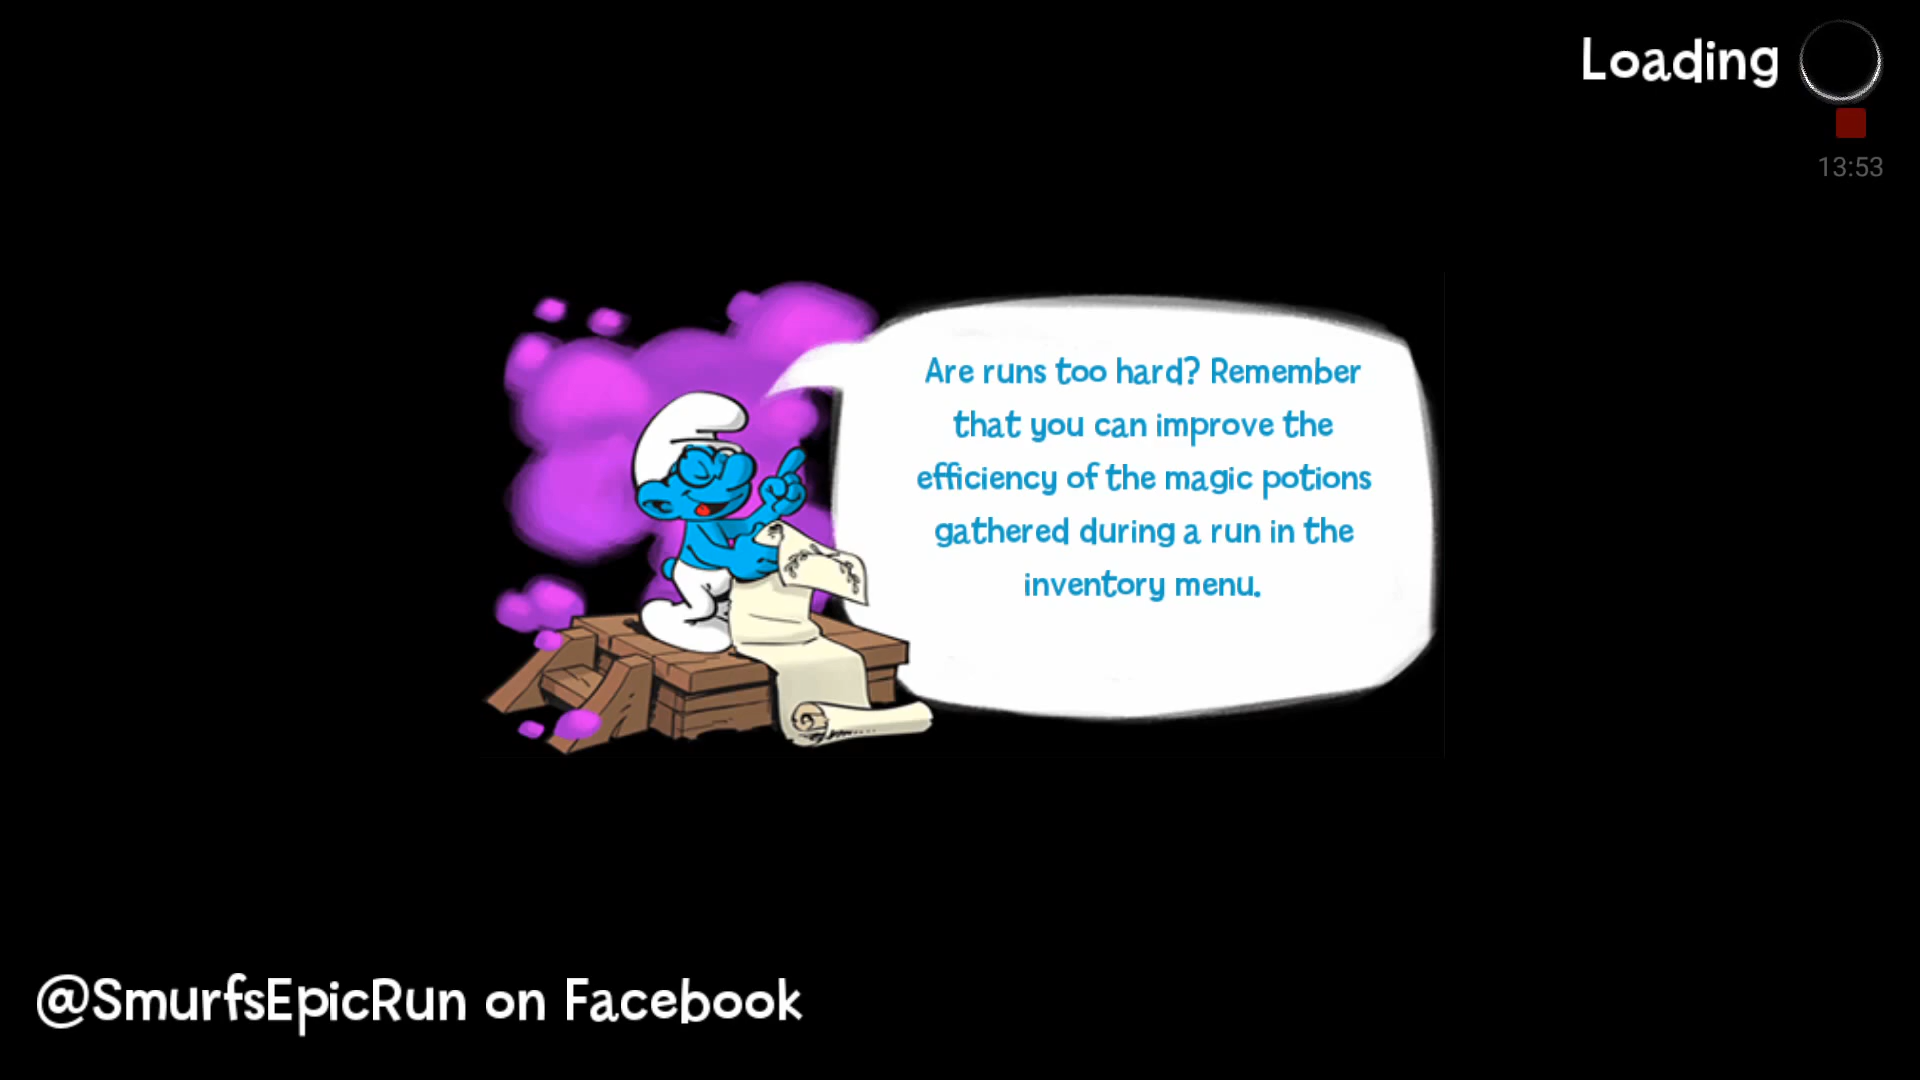 Loading
13:53
Are runs too hard? Remember
that you can improve the
efficiency of the magic potions
gathered during a run in the
inventory menu.
@SmurfsEpicRun on Facebook